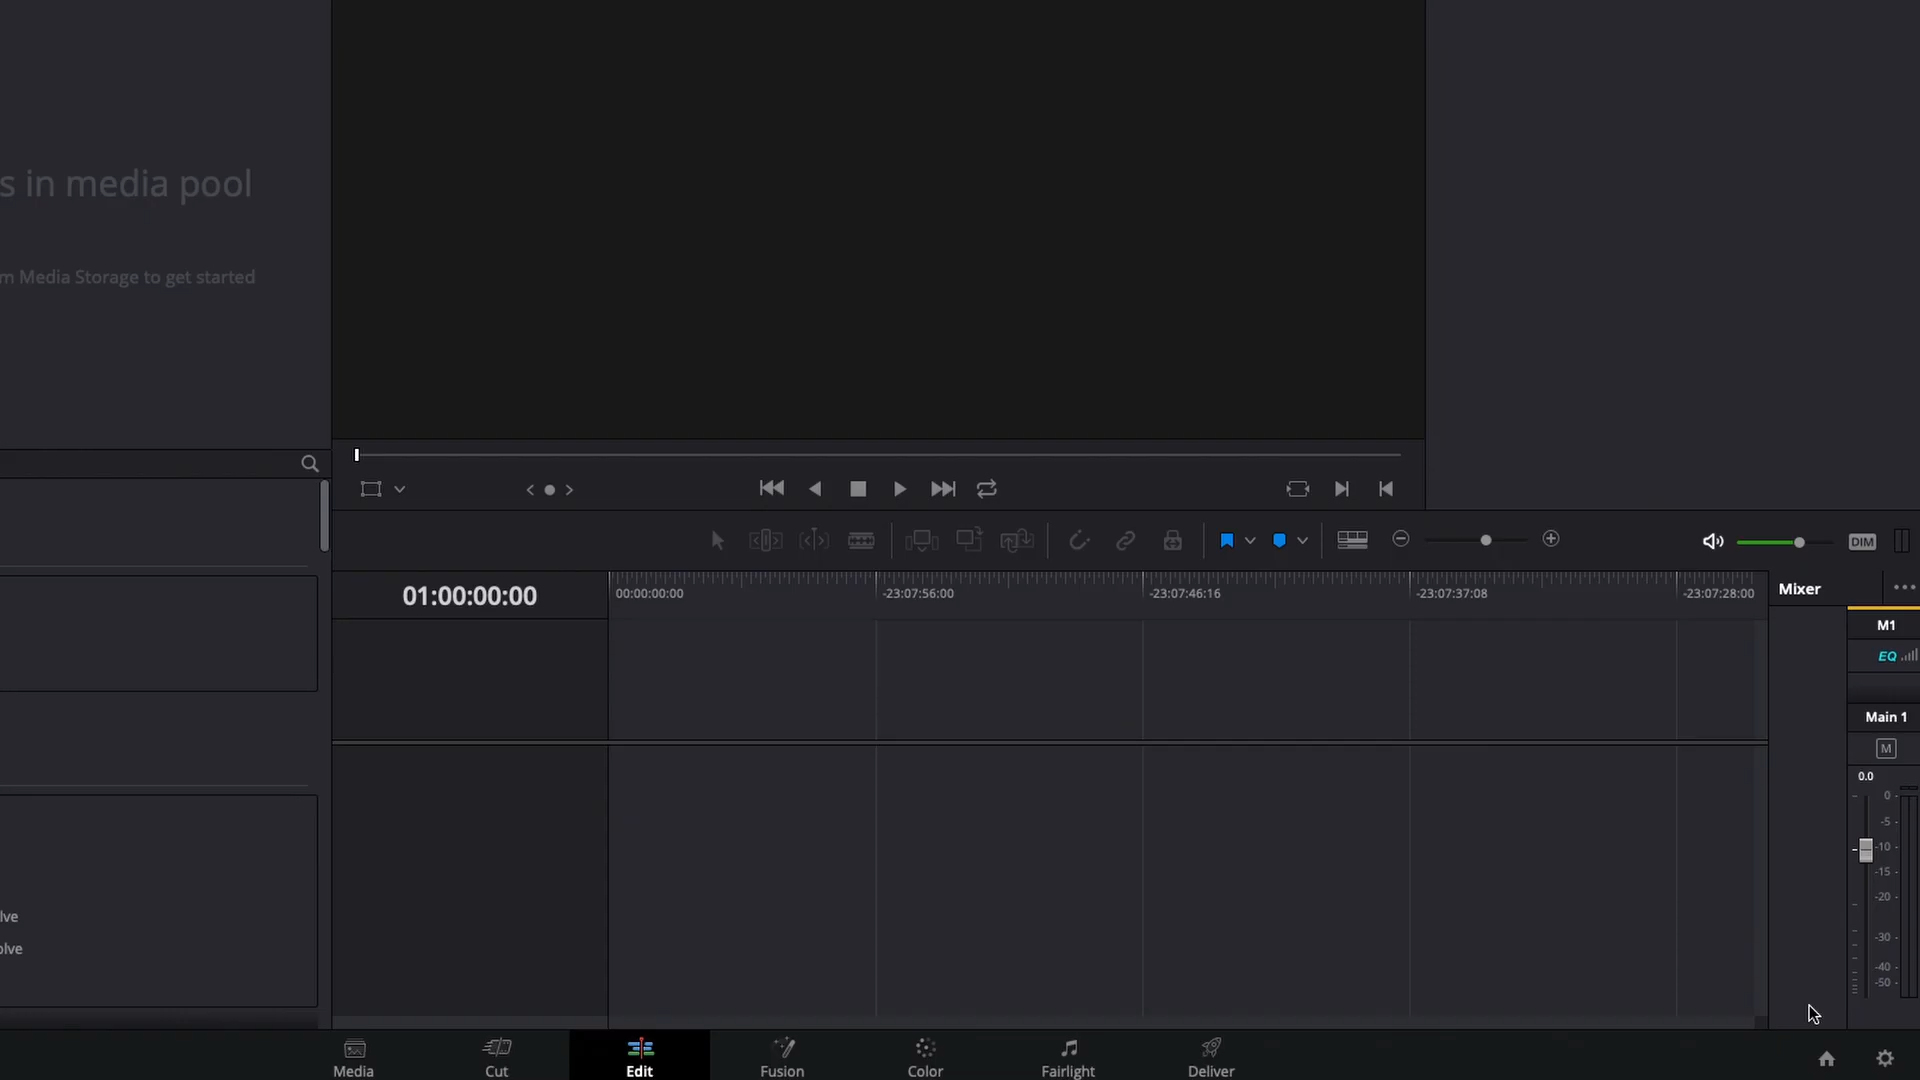 s in media pool
m Media Storage to get started
DIM
01:00:00:00
00:00:00:00
-23:07:56:00
-23:07:46:16
-23:07:37:08
-23:07:28:00
Mixer
M1
EQ
Main 1
M
0.0
0
-5
-10
-15
-20
-30
-40
-50
lve
olve
Media
Cut
Edit
Fusion
Color
Fairlight
Deliver